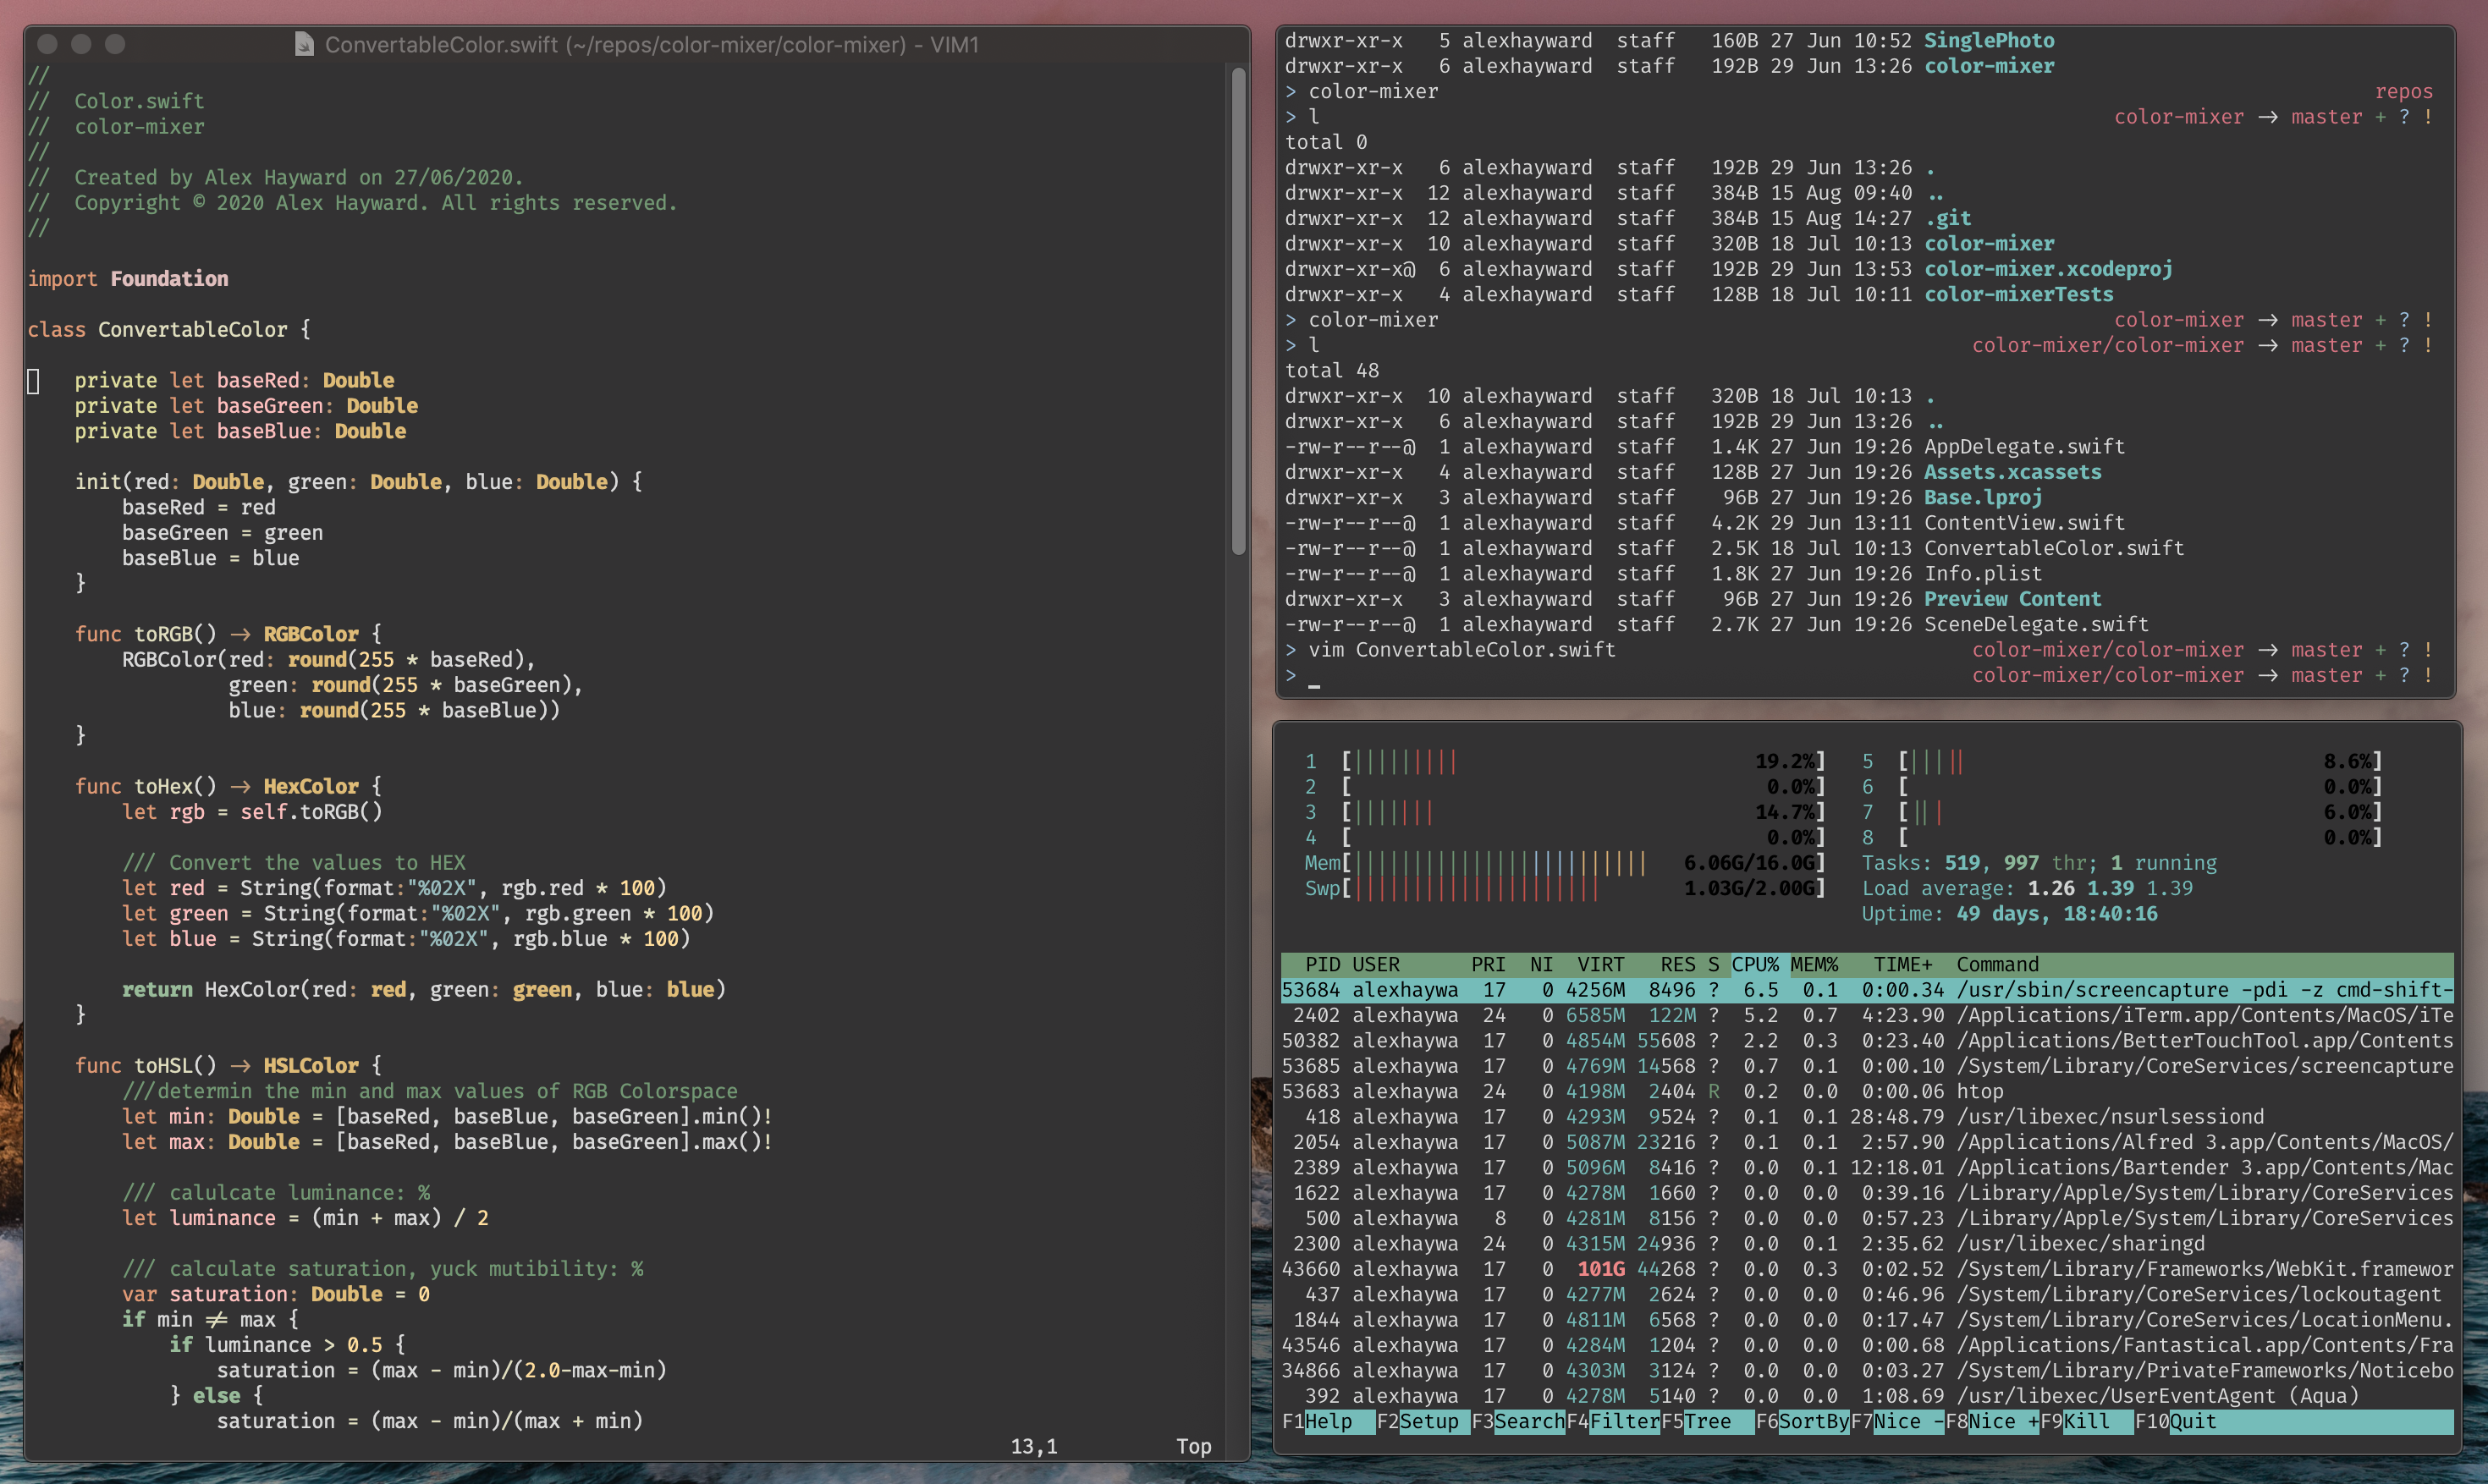 ConvertableColor.swift (~/repos/color-mixer/color-mixer) - VIM1
//
//  Color.swift
//  color-mixer
//
//  Created by Alex Hayward on 27/06/2020.
//  Copyright © 2020 Alex Hayward. All rights reserved.
//
import Foundation
class ConvertableColor {
    private let baseRed: Double
    private let baseGreen: Double
    private let baseBlue: Double
    init(red: Double, green: Double, blue: Double) {
        baseRed = red
        baseGreen = green
        baseBlue = blue
    }
    func toRGB() -> RGBColor {
        RGBColor(red: round(255 * baseRed),
                 green: round(255 * baseGreen),
                 blue: round(255 * baseBlue))
    }
    func toHex() -> HexColor {
        let rgb = self.toRGB()
        /// Convert the values to HEX
        let red = String(format:"%02X", rgb.red * 100)
        let green = String(format:"%02X", rgb.green * 100)
        let blue = String(format:"%02X", rgb.blue * 100)
        return HexColor(red: red, green: green, blue: blue)
    }
    func toHSL() -> HSLColor {
        ///determin the min and max values of RGB Colorspace
        let min: Double = [baseRed, baseBlue, baseGreen].min()!
        let max: Double = [baseRed, baseBlue, baseGreen].max()!
        /// calulcate luminance: %
        let luminance = (min + max) / 2
        /// calculate saturation, yuck mutibility: %
        var saturation: Double = 0
        if min ≠ max {
            if luminance > 0.5 {
                saturation = (max - min)/(2.0-max-min)
            } else {
                saturation = (max - min)/(max + min)
13,1 Top
drwxr-xr-x   5 alexhayward  staff   160B 27 Jun 10:52 SinglePhoto
drwxr-xr-x   6 alexhayward  staff   192B 29 Jun 13:26 color-mixer
> color-mixer repos
> l color-mixer → master + ? !
total 0
drwxr-xr-x   6 alexhayward  staff   192B 29 Jun 13:26 .
drwxr-xr-x  12 alexhayward  staff   384B 15 Aug 09:40 ..
drwxr-xr-x  12 alexhayward  staff   384B 15 Aug 14:27 .git
drwxr-xr-x  10 alexhayward  staff   320B 18 Jul 10:13 color-mixer
drwxr-xr-x@  6 alexhayward  staff   192B 29 Jun 13:53 color-mixer.xcodeproj
drwxr-xr-x   4 alexhayward  staff   128B 18 Jul 10:11 color-mixerTests
> color-mixer color-mixer → master + ? !
> l color-mixer/color-mixer → master + ? !
total 48
drwxr-xr-x  10 alexhayward  staff   320B 18 Jul 10:13 .
drwxr-xr-x   6 alexhayward  staff   192B 29 Jun 13:26 ..
-rw-r--r--@  1 alexhayward  staff   1.4K 27 Jun 19:26 AppDelegate.swift
drwxr-xr-x   4 alexhayward  staff   128B 27 Jun 19:26 Assets.xcassets
drwxr-xr-x   3 alexhayward  staff    96B 27 Jun 19:26 Base.lproj
-rw-r--r--@  1 alexhayward  staff   4.2K 29 Jun 13:11 ContentView.swift
-rw-r--r--@  1 alexhayward  staff   2.5K 18 Jul 10:13 ConvertableColor.swift
-rw-r--r--@  1 alexhayward  staff   1.8K 27 Jun 19:26 Info.plist
drwxr-xr-x   3 alexhayward  staff    96B 27 Jun 19:26 Preview Content
-rw-r--r--@  1 alexhayward  staff   2.7K 27 Jun 19:26 SceneDelegate.swift
> vim ConvertableColor.swift color-mixer/color-mixer → master + ? !
> _ color-mixer/color-mixer → master + ? !
1 [||||||||| 19.2%] 5 [||||| 8.6%]
2 [ 0.0%] 6 [ 0.0%]
3 [||||||| 14.7%] 7 [||| 6.0%]
4 [ 0.0%] 8 [ 0.0%]
Mem[||||||||||||||||||||||||| 6.06G/16.0G] Tasks: 519, 997 thr; 1 running
Swp[||||||||||||||||||||| 1.03G/2.00G] Load average: 1.26 1.39 1.39
Uptime: 49 days, 18:40:16
PID USER PRI NI VIRT RES S CPU% MEM% TIME+ Command
53684 alexhaywa 17 0 4256M 8496 ? 6.5 0.1 0:00.34 /usr/sbin/screencapture -pdi -z cmd-shift-
2402 alexhaywa 24 0 6585M 122M ? 5.2 0.7 4:23.90 /Applications/iTerm.app/Contents/MacOS/iTe
50382 alexhaywa 17 0 4854M 55608 ? 2.2 0.3 0:23.40 /Applications/BetterTouchTool.app/Contents
53685 alexhaywa 17 0 4769M 14568 ? 0.7 0.1 0:00.10 /System/Library/CoreServices/screencapture
53683 alexhaywa 24 0 4198M 2404 R 0.2 0.0 0:00.06 htop
418 alexhaywa 17 0 4293M 9524 ? 0.1 0.1 28:48.79 /usr/libexec/nsurlsessiond
2054 alexhaywa 17 0 5087M 23216 ? 0.1 0.1 2:57.90 /Applications/Alfred 3.app/Contents/MacOS/
2389 alexhaywa 17 0 5096M 8416 ? 0.0 0.1 12:18.01 /Applications/Bartender 3.app/Contents/Mac
1622 alexhaywa 17 0 4278M 1660 ? 0.0 0.0 0:39.16 /Library/Apple/System/Library/CoreServices
500 alexhaywa 8 0 4281M 8156 ? 0.0 0.0 0:57.23 /Library/Apple/System/Library/CoreServices
2300 alexhaywa 24 0 4315M 24936 ? 0.0 0.1 2:35.62 /usr/libexec/sharingd
43660 alexhaywa 17 0 101G 44268 ? 0.0 0.3 0:02.52 /System/Library/Frameworks/WebKit.framewor
437 alexhaywa 17 0 4277M 2624 ? 0.0 0.0 0:46.96 /System/Library/CoreServices/lockoutagent
1844 alexhaywa 17 0 4811M 6568 ? 0.0 0.0 0:17.47 /System/Library/CoreServices/LocationMenu.
43546 alexhaywa 17 0 4284M 1204 ? 0.0 0.0 0:00.68 /Applications/Fantastical.app/Contents/Fra
34866 alexhaywa 17 0 4303M 3124 ? 0.0 0.0 0:03.27 /System/Library/PrivateFrameworks/Noticebo
392 alexhaywa 17 0 4278M 5140 ? 0.0 0.0 1:08.69 /usr/libexec/UserEventAgent (Aqua)
F1Help F2Setup F3SearchF4FilterF5Tree F6SortByF7Nice -F8Nice +F9Kill F10Quit